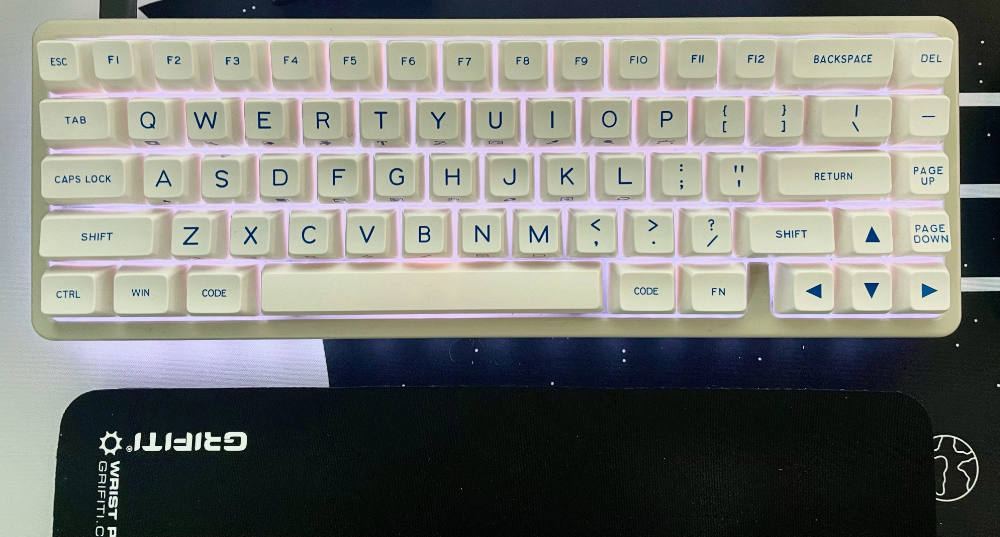 ESC F1 F2 F3 F4 F5 F6 F7 F8 F9 F10 F11 F12 BACKSPACE DEL
TAB Q W E R T Y U I O P { [ } ] | \ —
CAPS LOCK A S D F G H J K L : ; " ' RETURN PAGE UP
SHIFT Z X C V B N M < , > . ? / SHIFT ▲ PAGE DOWN
CTRL WIN CODE CODE FN ◀ ▼ ▶
GRIFITI®
WRIST P
GRIFITI.C